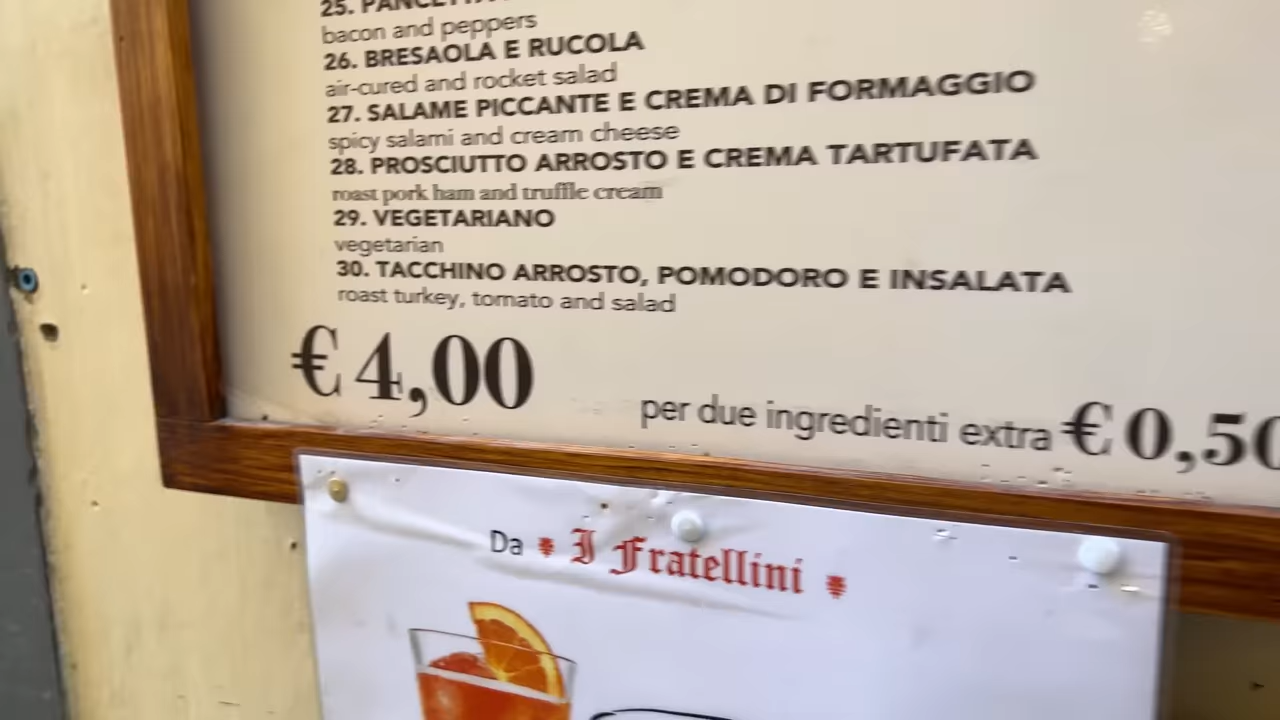 25. PANCETTA
bacon and peppers
26. BRESAOLA E RUCOLA
air-cured and rocket salad
27. SALAME PICCANTE E CREMA DI FORMAGGIO
spicy salami and cream cheese
28. PROSCIUTTO ARROSTO E CREMA TARTUFATA
roast pork ham and truffle cream
29. VEGETARIANO
vegetarian
30. TACCHINO ARROSTO, POMODORO E INSALATA
roast turkey, tomato and salad
€ 4,00
per due ingredienti extra € 0,50
Da I Fratellini